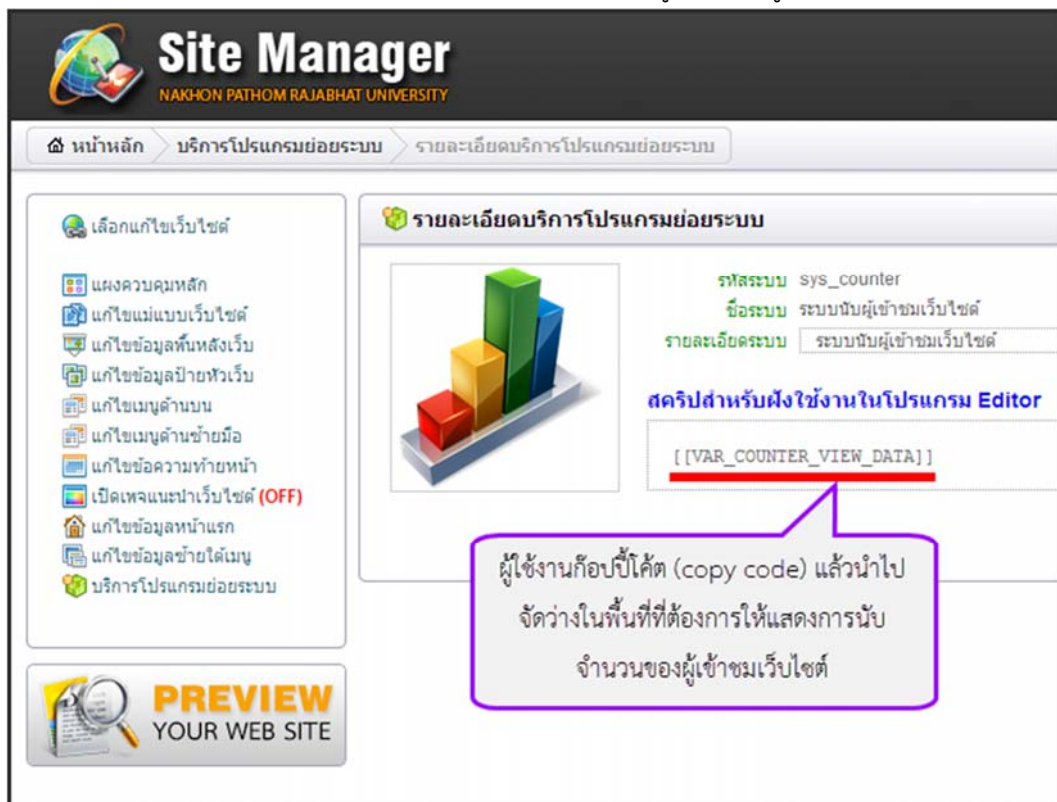 Site Manager
NAKHON PATHOM RAJABHAT UNIVERSITY
หน้าหลัก บริการโปรแกรมย่อยระบบ รายละเอียดบริการโปรแกรมย่อยระบบ
เลือกแก้ไขเว็บไซต์
แผงควบคุมหลัก
แก้ไขแม่แบบเว็บไซต์
แก้ไขข้อมูลพื้นหลังเว็บ
แก้ไขข้อมูลป้ายหัวเว็บ
แก้ไขเมนูด้านบน
แก้ไขเมนูด้านซ้ายมือ
แก้ไขข้อความท้ายหน้า
เปิดเพจแนะนำเว็บไซต์ (OFF)
แก้ไขข้อมูลหน้าแรก
แก้ไขข้อมูลซ้ายใต้เมนู
บริการโปรแกรมย่อยระบบ
PREVIEW
YOUR WEB SITE
รายละเอียดบริการโปรแกรมย่อยระบบ
รหัสระบบ sys_counter
ชื่อระบบ ระบบนับผู้เข้าชมเว็บไซต์
รายละเอียดระบบ ระบบนับผู้เข้าชมเว็บไซต์
สคริปสำหรับฝังใช้งานในโปรแกรม Editor
[[VAR_COUNTER_VIEW_DATA]]
ผู้ใช้งานก๊อปปี้โค้ต (copy code) แล้วนำไป
จัดว่างในพื้นที่ที่ต้องการให้แสดงการนับ
จำนวนของผู้เข้าชมเว็บไซต์